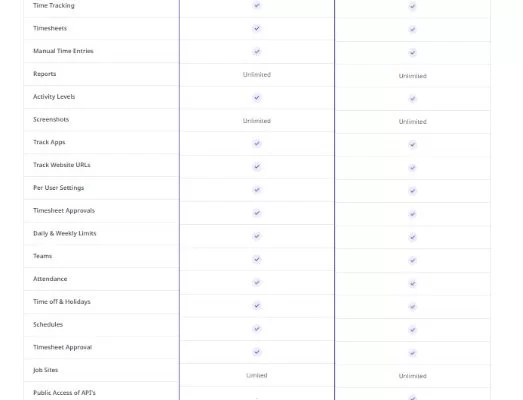 Time Tracking
Timesheets
Manual Time Entries
Reports Unlimited Unlimited
Activity Levels
Screenshots Unlimited Unlimited
Track Apps
Track Website URLs
Per User Settings
Timesheet Approvals
Daily & Weekly Limits
Teams
Attendance
Time off & Holidays
Schedules
Timesheet Approval
Job Sites Limited Unlimited
Public Access of API's